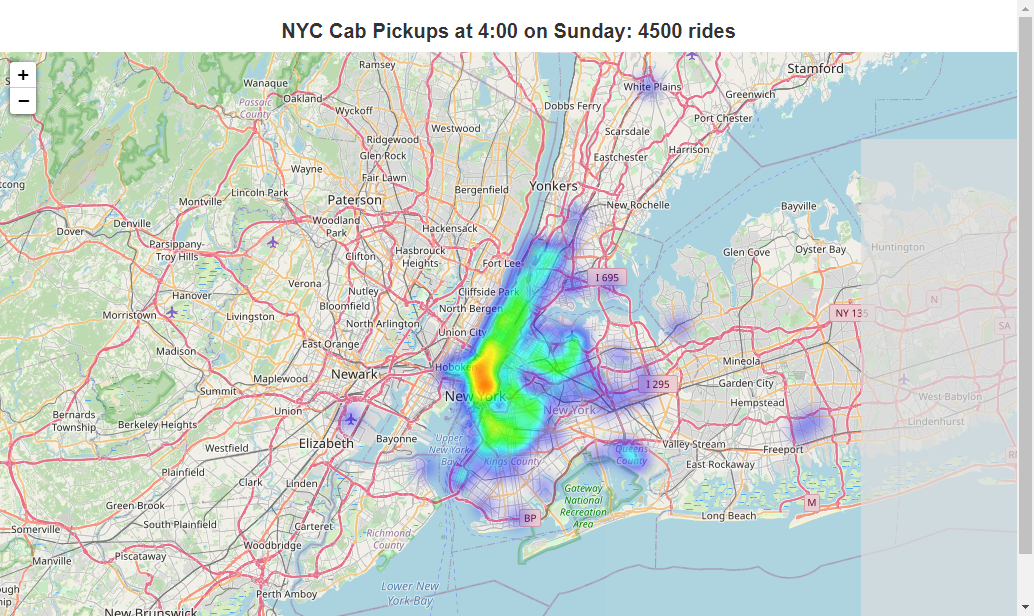 NYC Cab Pickups at 4:00 on Sunday: 4500 rides
+
−
Ramsey
Stamford
Wanaque
White Plains
Oakland
Greenwich
Passaic
County
Wyckoff
Dobbs Ferry
Port Chester
Westwood
Scarsdale
Ridgewood
Harrison
Glen Rock
Eastchester
Wayne
Fair Lawn
Lincoln Park
Bergenfield
Yonkers
Montville
Paterson
New Rochelle
Bayville
Denville
Woodland
Park
Hackensack
Dover
Parsippany-
Troy Hills
Hasbrouck
Heights
Glen Cove
Oyster Bay
Huntington
Clifton
Fort Lee
I 695
Verona
Nutley
Cliffside Park
Hanover
Bloomfield
North Bergen
N
Morristown
Livingston
North Arlington
NY 135
Union City
SA
East Orange
Madison
Mineola
Newark
Hoboken
Maplewood
I 295
Garden City
Summit
New York
West Babylon
Union
New York
Hempstead
Bernards
Township
Berkeley Heights
Freeport
Lindenhurst
Elizabeth
Bayonne
Upper
New York
Bay
Valley Stream
Westfield
Queens
County
Kings County
East Rockaway
Plainfield
Clark
Linden
Gateway
National
Recreation
Area
Green Brook
M
South Plainfield
BP
Long Beach
Somerville
Carteret
Richmond
County
Woodbridge
Piscataway
Manville
Lower New
York Bay
Perth Amboy
New Brunswick